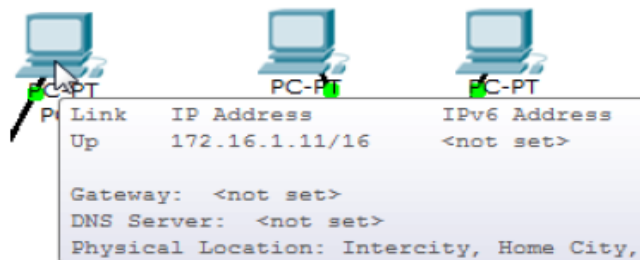 PC-PT PC-PT PC-PT
Link IP Address IPv6 Address
Up 172.16.1.11/16 <not set>
Gateway: <not set>
DNS Server: <not set>
Physical Location: Intercity, Home City,